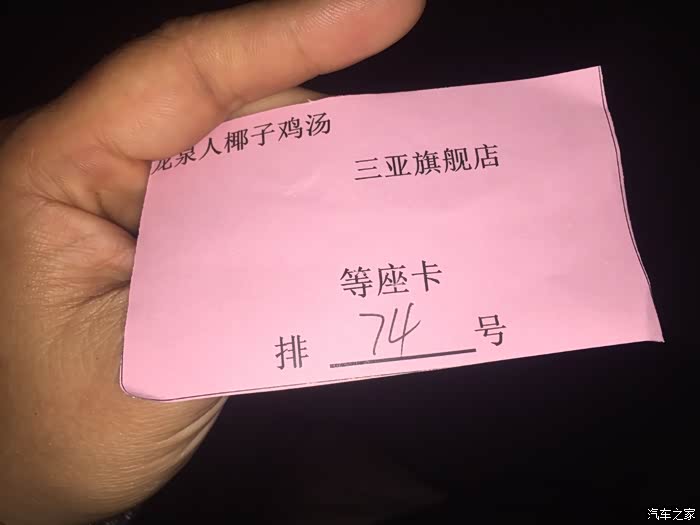 龙泉人椰子鸡汤
三亚旗舰店
等座卡
排 74 号
汽车之家